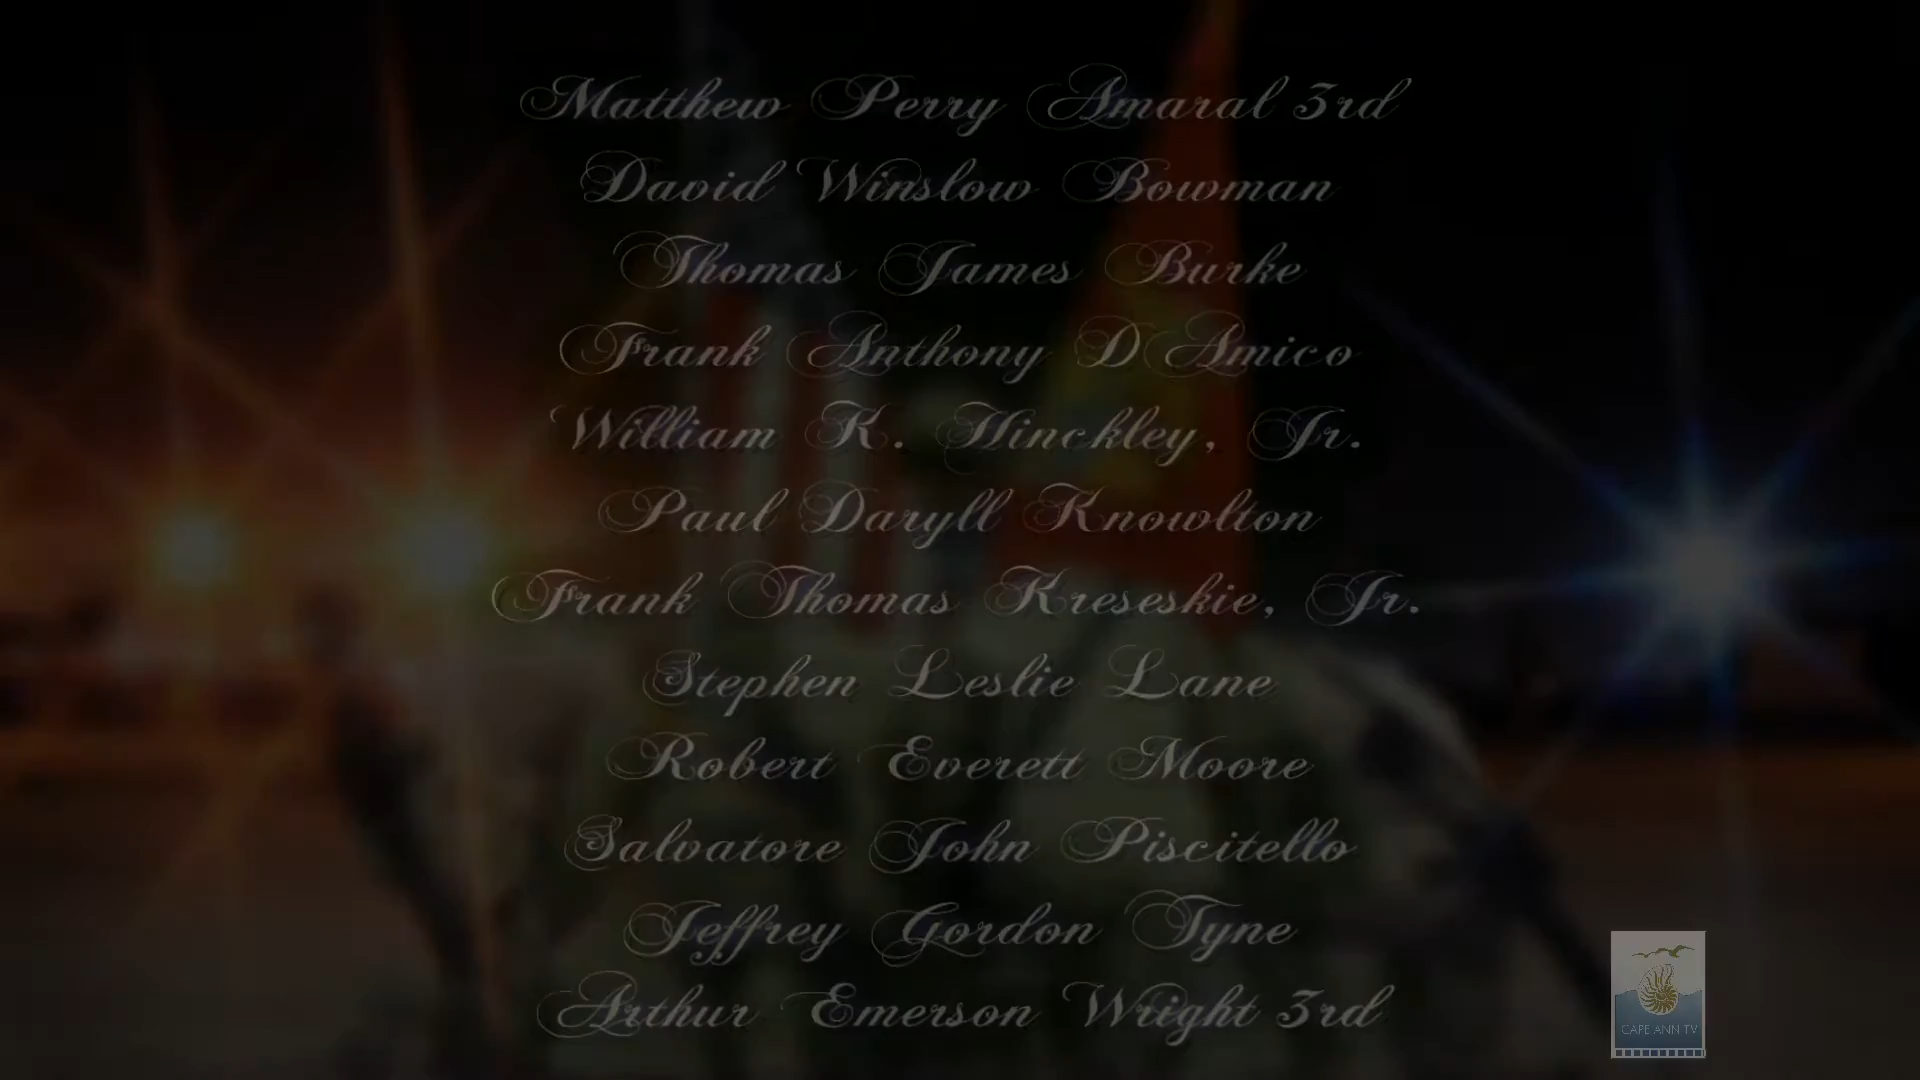 Matthew Perry Amaral 3rd
David Winslow Bowman
Thomas James Burke
Frank Anthony D'Amico
William K. Hinckley, Jr.
Paul Daryll Knowlton
Frank Thomas Kreseskie, Jr.
Stephen Leslie Lane
Robert Everett Moore
Salvatore John Piscitello
Jeffrey Gordon Tyne
Arthur Emerson Wright 3rd
CAPE ANN TV